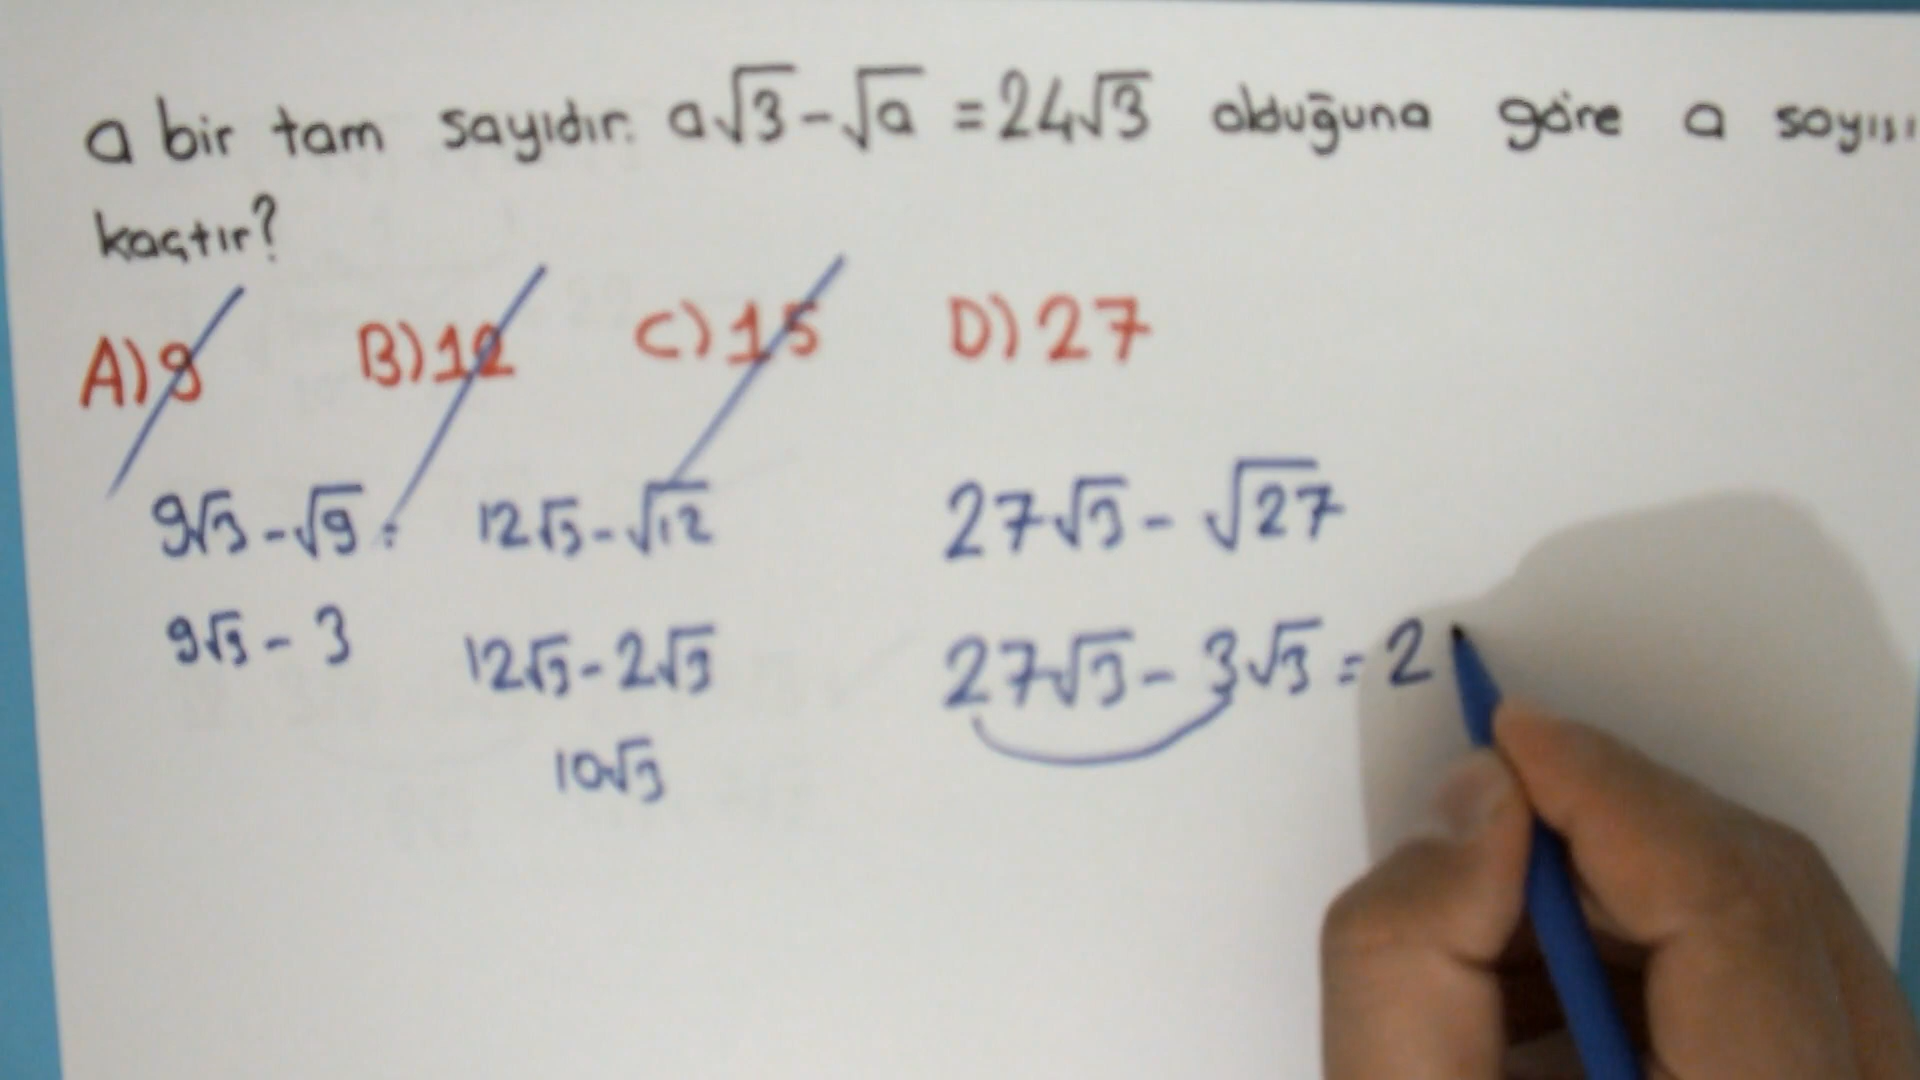 a bir tam sayıdır. a√3 - √a = 24√3 olduğuna göre a sayısı
kaçtır?
A) 9 B) 12 C) 15 D) 27
9√3 - √9 = 12√3 - √12 27√3 - √27
9√3 - 3 12√3 - 2√3 27√3 - 3√3 = 2
10√3